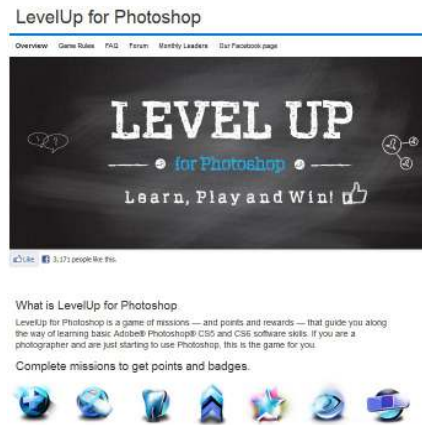 LevelUp for Photoshop
Overview Game Rules FAQ Forum Monthly Leaders Our Facebook page
LEVEL UP
for Photoshop
Learn, Play and Win!
Like 3,171 people like this.
What is LevelUp for Photoshop
LevelUp for Photoshop is a game of missions — and points and rewards — that guide you along
the way of learning basic Adobe® Photoshop® CS5 and CS6 software skills. If you are a
photographer and are just starting to use Photoshop, this is the game for you.
Complete missions to get points and badges.